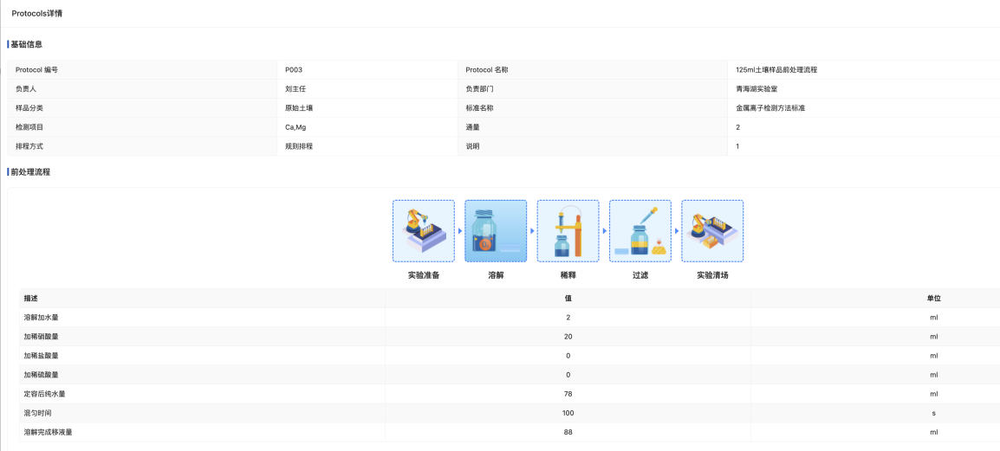 Protocols详情
基础信息
Protocol 编号 P003 Protocol 名称 125ml土壤样品前处理流程
负责人 刘主任 负责部门 青海湖实验室
样品分类 原始土壤 标准名称 金属离子检测方法标准
检测项目 Ca,Mg 通量 2
排程方式 规则排程 说明 1
前处理流程
实验准备 溶解 稀释 过滤 实验清场
描述 值 单位
溶解加水量 2 ml
加稀硝酸量 20 ml
加稀盐酸量 0 ml
加稀硫酸量 0 ml
定容后纯水量 78 ml
混匀时间 100 s
溶解完成移液量 88 ml